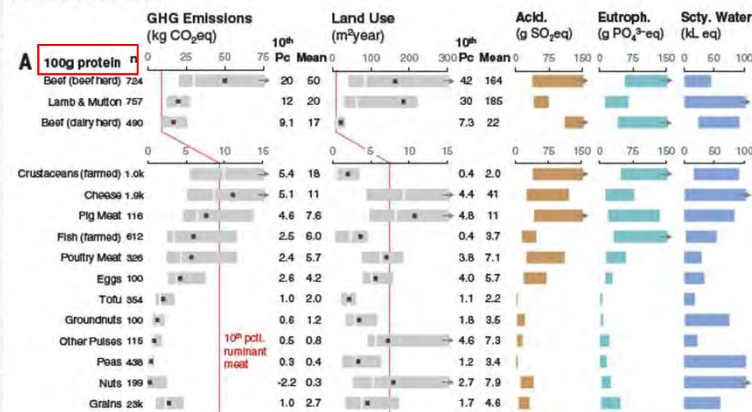 GHG Emissions Land Use Acid. Eutroph. Scty. Water
(kg CO₂eq) 10th (m²year) 10th (g SO₂eq) (g PO₄³⁻eq) (kL eq)
A 100g protein n 0 25 50 75 Pc Mean 0 100 200 300 Pc Mean 0 75 150 0 75 150 0 50 100
Beef (beef herd) 724 20 50 42 164
Lamb & Mutton 757 12 20 30 185
Beef (dairy herd) 490 9.1 17 7.3 22
0 5 10 15 0 5 10 15 0 75 150 0 75 150 0 50 100
Crustaceans (farmed) 1.0k 5.4 18 0.4 2.0
Cheese 1.9k 5.1 11 4.4 41
Pig Meat 116 4.6 7.6 4.8 11
Fish (farmed) 612 2.5 6.0 0.4 3.7
Poultry Meat 326 2.4 5.7 3.8 7.1
Eggs 100 2.6 4.2 4.0 5.7
Tofu 354 1.0 2.0 1.1 2.2
Groundnuts 100 0.6 1.2 1.8 3.5
Other Pulses 115 10th pctl. 0.5 0.8 4.6 7.3
ruminant
Peas 438 meat 0.3 0.4 1.2 3.4
Nuts 199 -2.2 0.3 2.7 7.9
Grains 23k 1.0 2.7 1.7 4.6